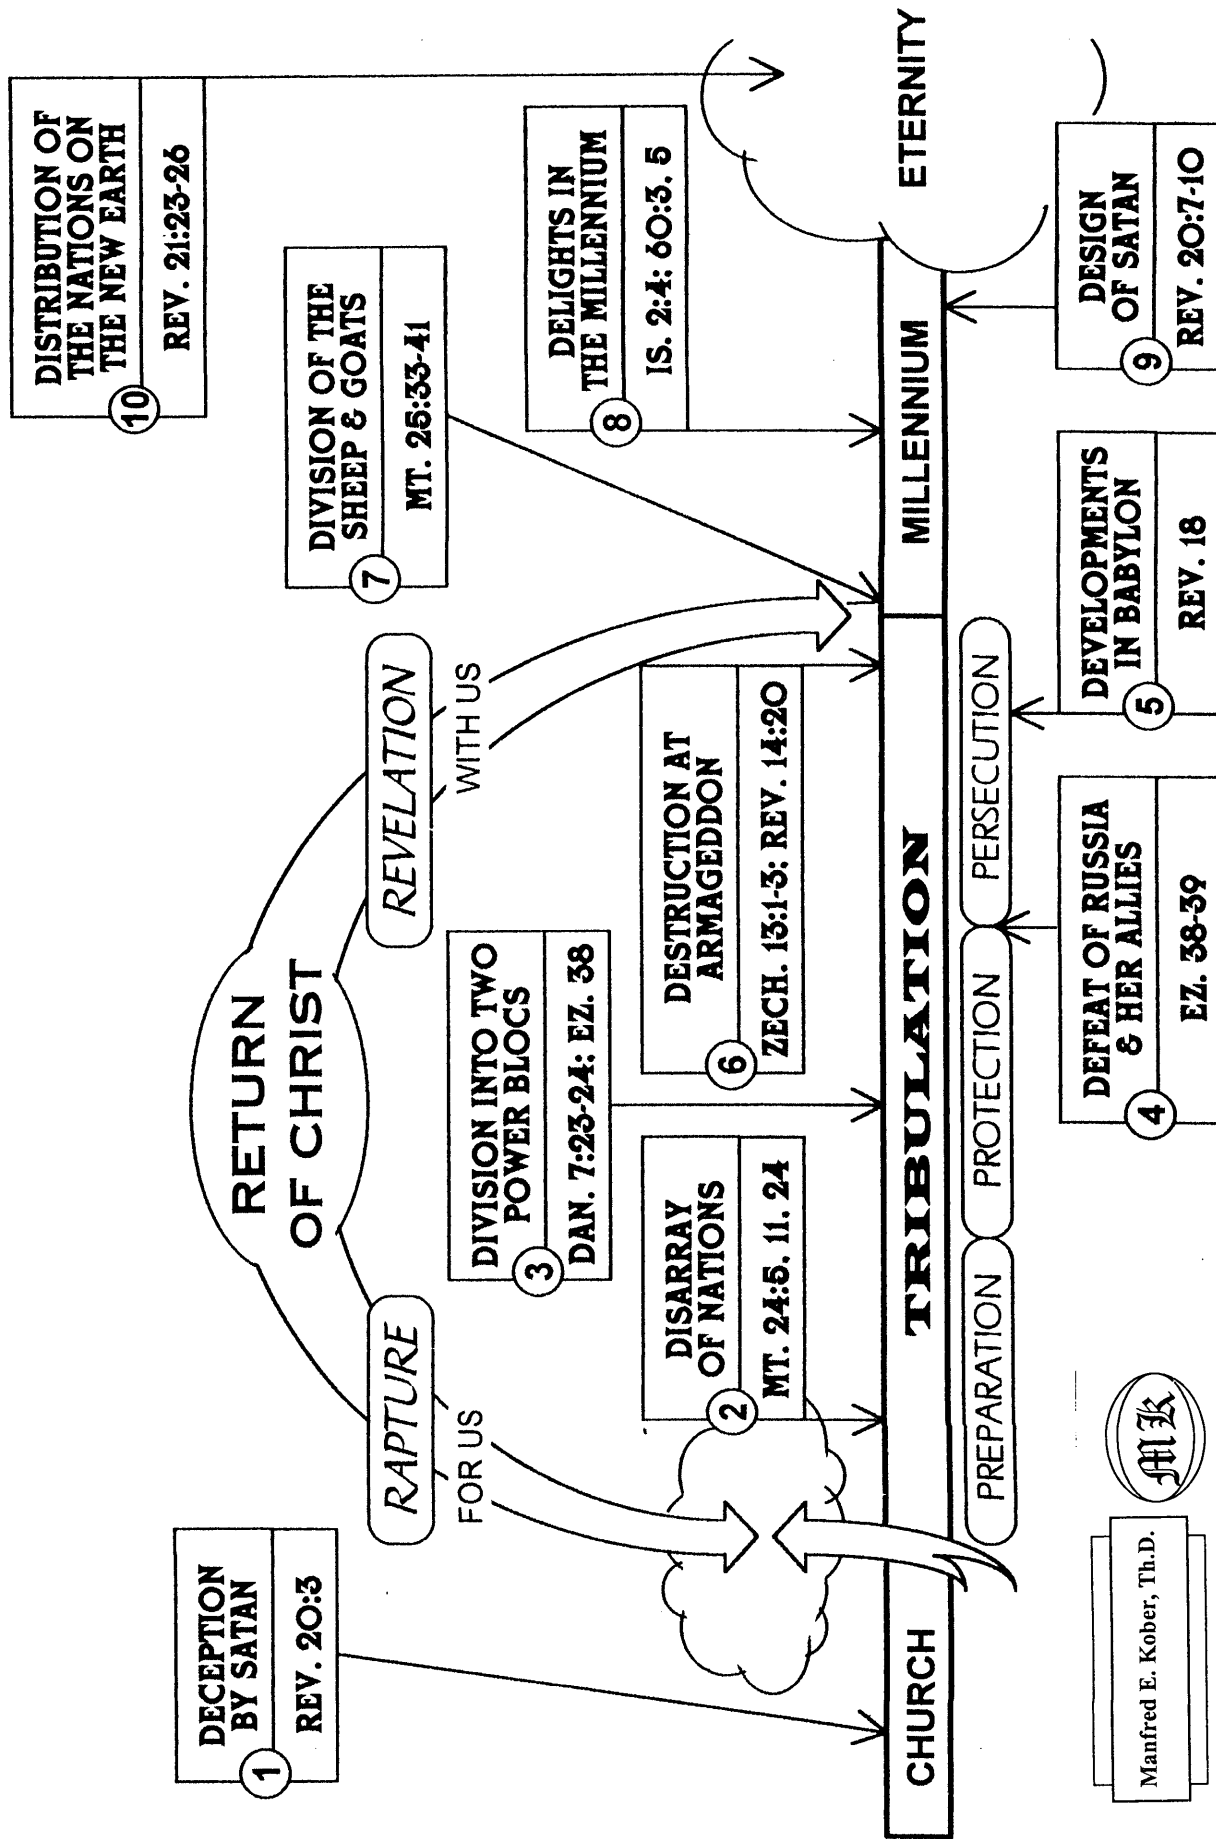 1
DECEPTION
BY SATAN
REV. 20:3
RETURN
OF CHRIST
RAPTURE
FOR US
REVELATION
WITH US
2
DISARRAY
OF NATIONS
MT. 24:5, 11, 24
3
DIVISION INTO TWO
POWER BLOCS
DAN. 7:23-24: EZ. 38
6
DESTRUCTION AT
ARMAGEDDON
ZECH. 13:1-3: REV. 14:20
7
DIVISION OF THE
SHEEP & GOATS
MT. 25:33-41
8
DELIGHTS IN
THE MILLENNIUM
IS. 2:4: 60:3, 5
10
DISTRIBUTION OF
THE NATIONS ON
THE NEW EARTH
REV. 21:23-26
CHURCH
TRIBULATION
MILLENNIUM
ETERNITY
PREPARATION
PROTECTION
PERSECUTION
4
DEFEAT OF RUSSIA
& HER ALLIES
EZ. 38-39
5
DEVELOPMENTS
IN BABYLON
REV. 18
9
DESIGN
OF SATAN
REV. 20:7-10
Manfred E. Kober, Th.D.
MK